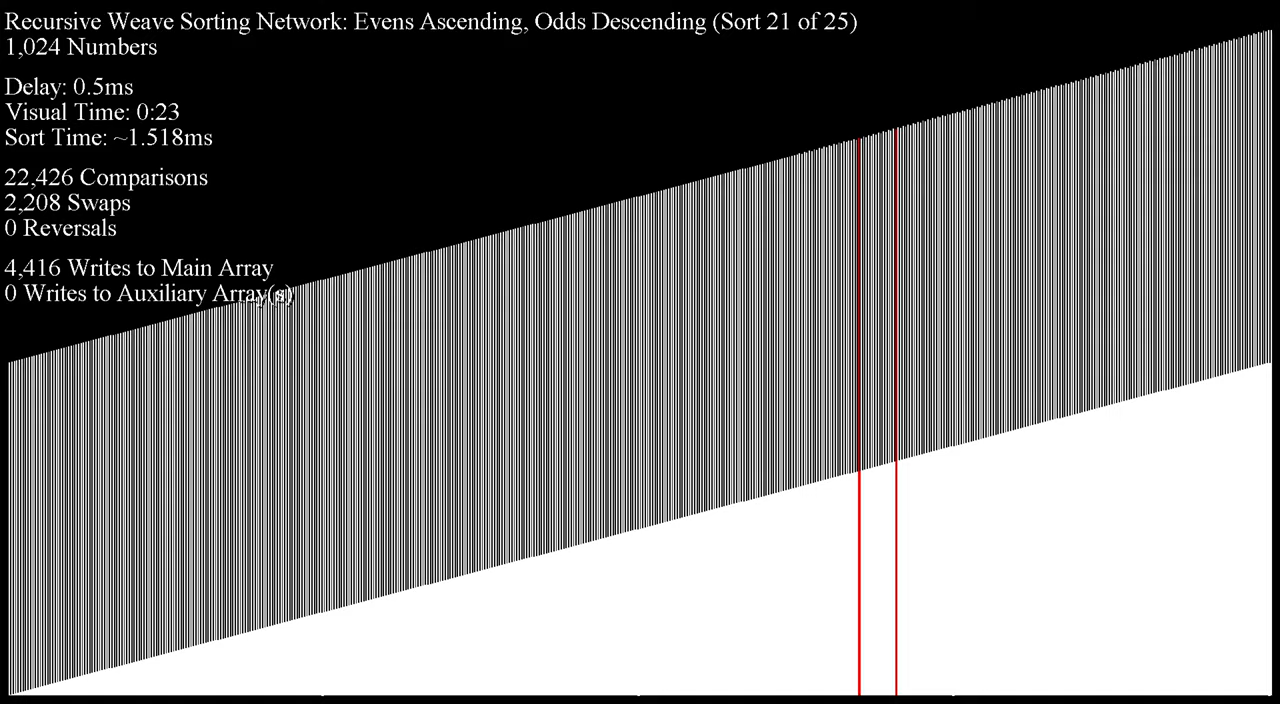 Recursive Weave Sorting Network: Evens Ascending, Odds Descending (Sort 21 of 25)
1,024 Numbers
Delay: 0.5ms
Visual Time: 0:23
Sort Time: ~1.518ms
22,426 Comparisons
2,208 Swaps
0 Reversals
4,416 Writes to Main Array
0 Writes to Auxiliary Array(s)